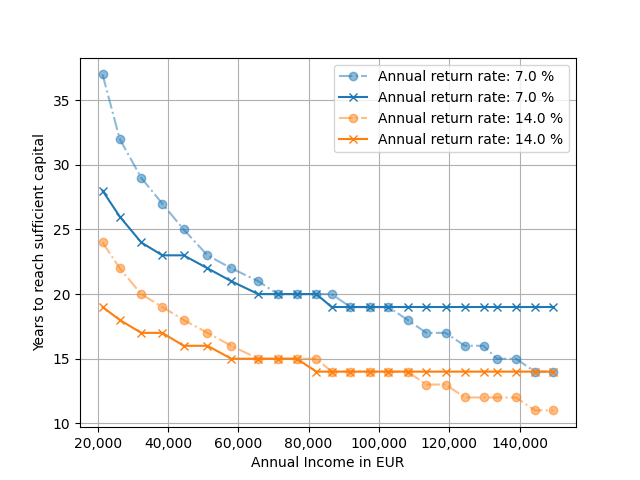 Annual return rate: 7.0 %
Annual return rate: 7.0 %
Annual return rate: 14.0 %
Annual return rate: 14.0 %
Years to reach sufficient capital
35
30
25
20
15
10
20,000 40,000 60,000 80,000 100,000 120,000 140,000
Annual Income in EUR